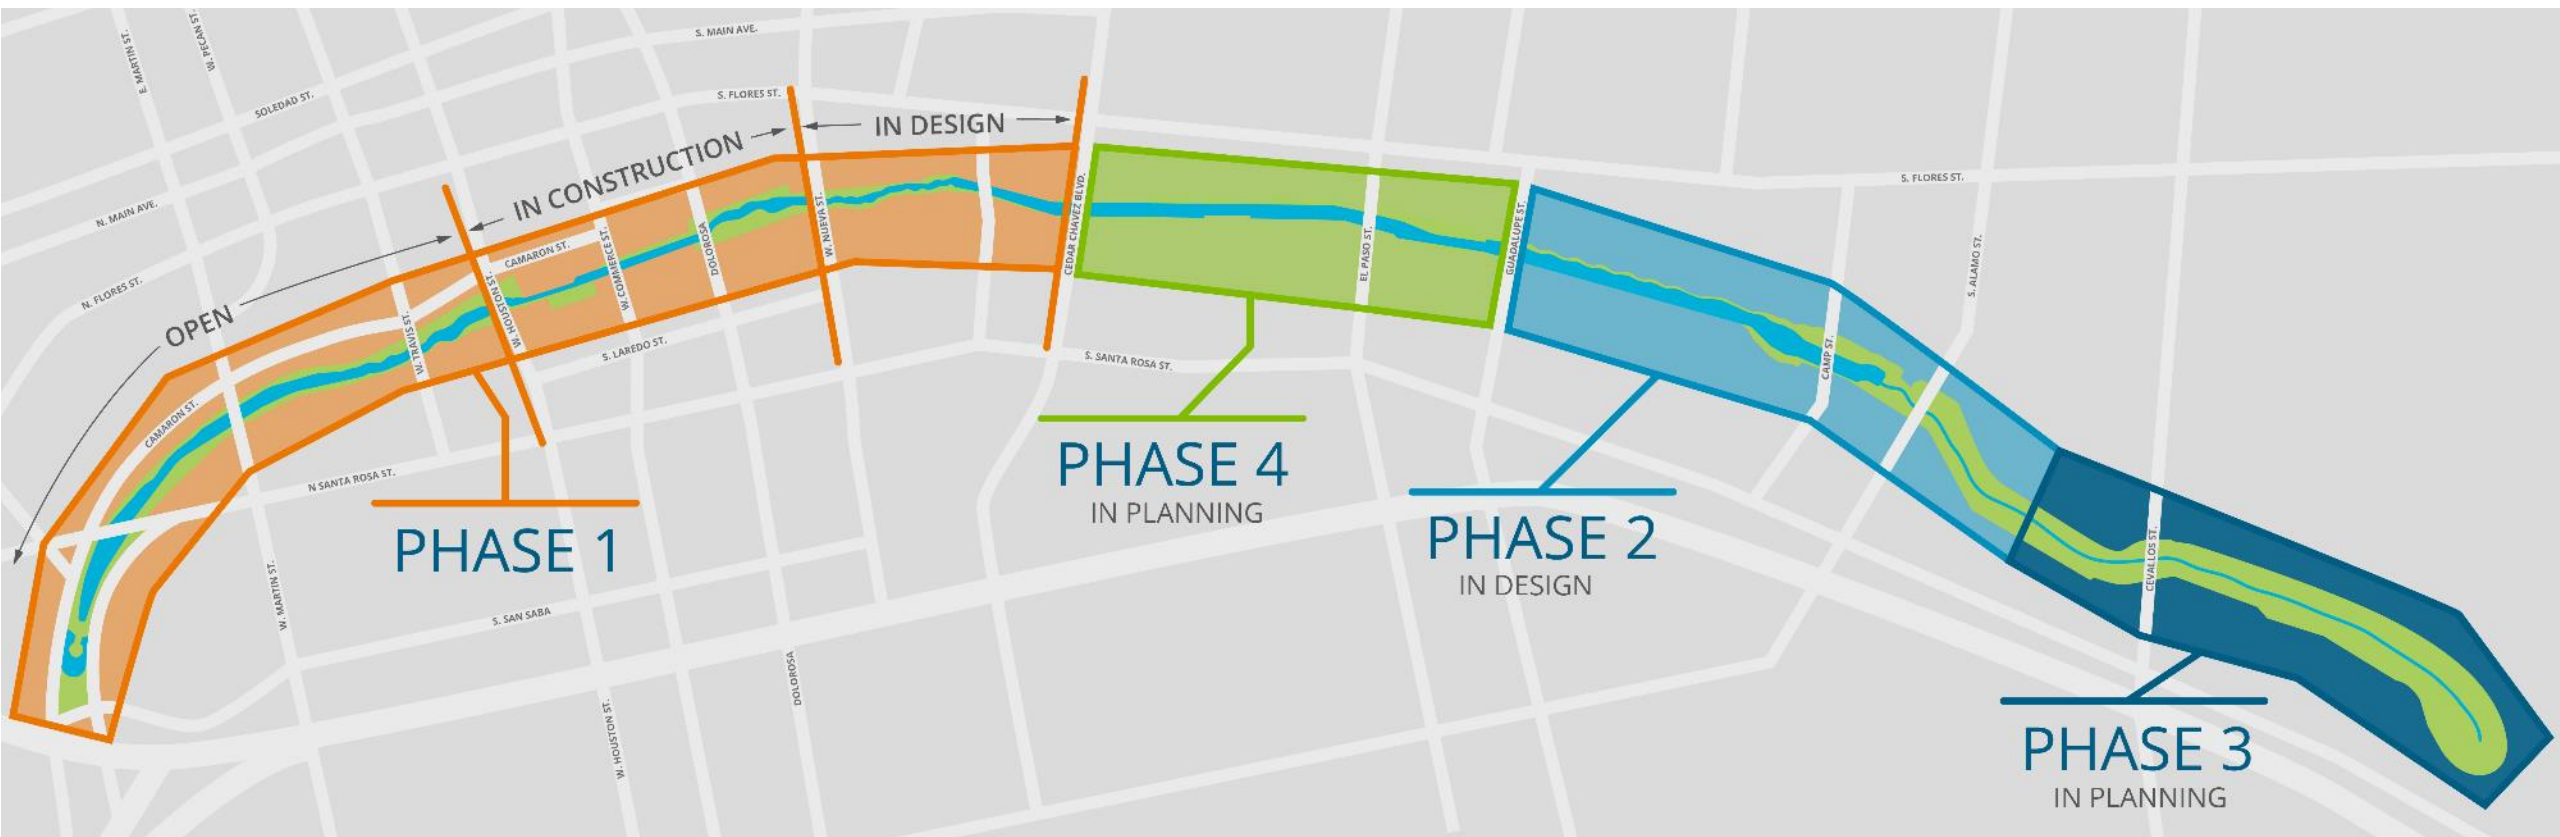 E. MARTIN ST.
W. PECAN ST.
SOLEDAD ST.
S. MAIN AVE.
S. FLORES ST.
N. MAIN AVE.
N. FLORES ST.
OPEN
IN CONSTRUCTION
IN DESIGN
CAMARON ST.
W. TRAVIS ST.
W. HOUSTON ST.
CAMARON ST.
W.COMMERCE ST.
DOLOROSA
W. NUEVA ST.
CEDAR CHAVEZ BLVD.
EL PASO ST.
GUADALUPE ST.
S. FLORES ST.
S. ALAMO ST.
CAMP ST.
CEVALLOS ST.
S. LAREDO ST.
S. SANTA ROSA ST.
N SANTA ROSA ST.
W. MARTIN ST.
S. SAN SABA
DOLOROSA
W. HOUSTON ST.
PHASE 1
PHASE 4
IN PLANNING
PHASE 2
IN DESIGN
PHASE 3
IN PLANNING